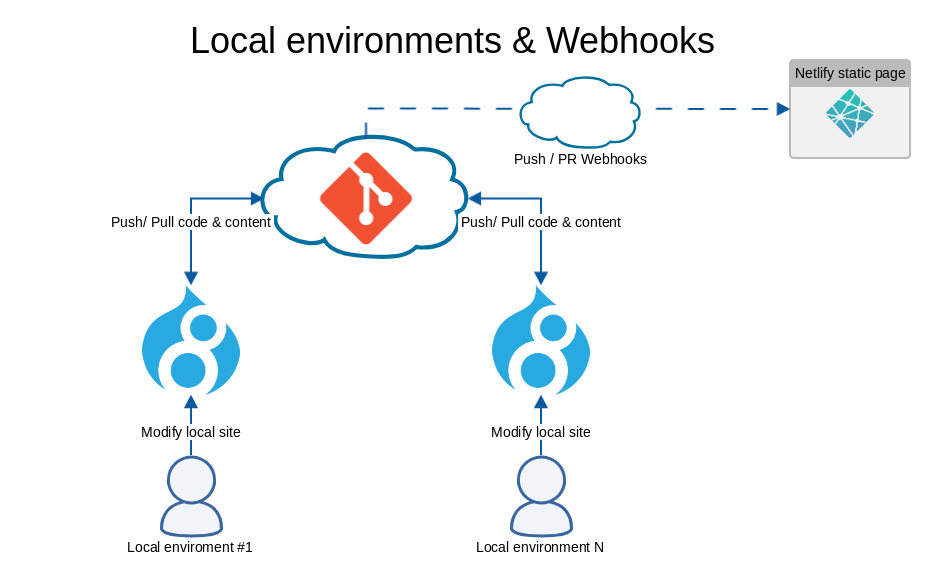 Local environments & Webhooks
Netlify static page
Push / PR Webhooks
Push/ Pull code & content
Push/ Pull code & content
Modify local site
Modify local site
Local enviroment #1
Local environment N